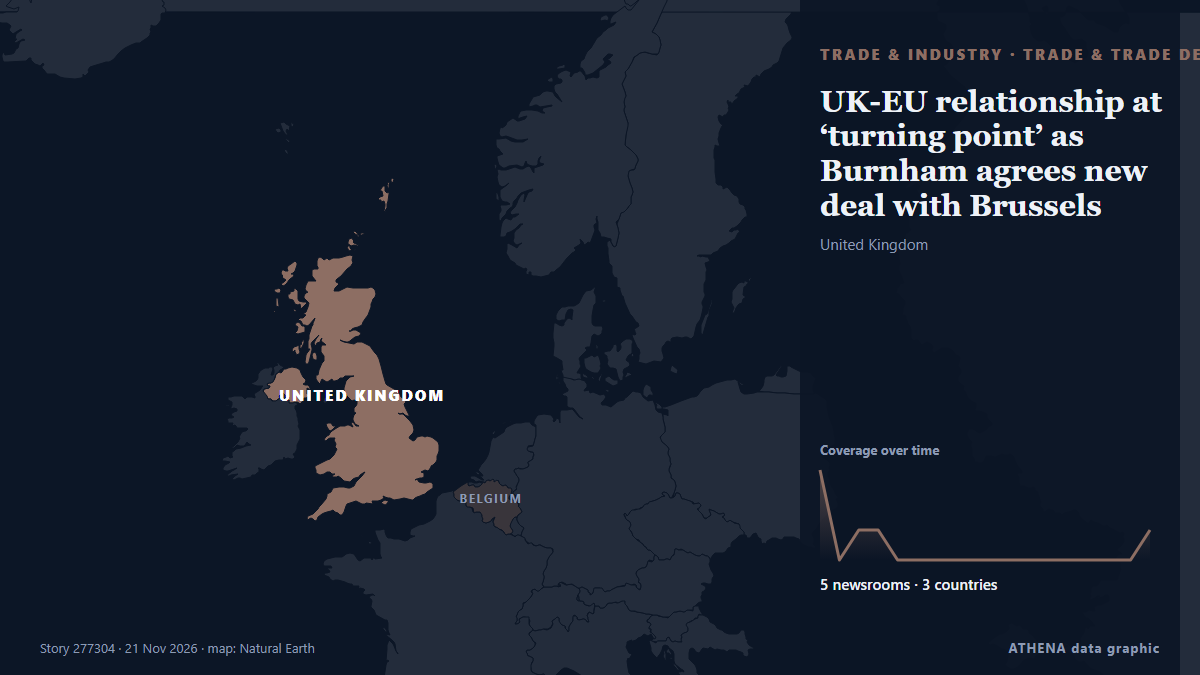 TRADE & INDUSTRY · TRADE & TRADE DE
UK-EU relationship at
‘turning point’ as
Burnham agrees new
deal with Brussels
United Kingdom
UNITED KINGDOM
BELGIUM
Coverage over time
5 newsrooms · 3 countries
Story 277304 · 21 Nov 2026 · map: Natural Earth
ATHENA data graphic